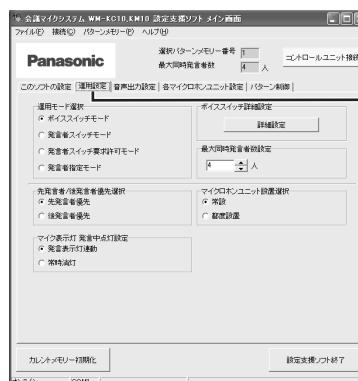 会議マイクシステム WM-KC10,KM10 設定支援ソフト メイン画面
ファイル(F) 接続(C) パターンメモリー(P) ヘルプ(H)
Panasonic
選択パターンメモリー番号 1
最大同時発言者数 4 人
コントロールユニット接続
このソフトの設定 運用設定 音声出力設定 各マイクロホンユニット設定 パターン制御
運用モード選択
ボイススイッチモード
発言者スイッチモード
発言者スイッチ要求許可モード
発言者指定モード
ボイススイッチ詳細設定
詳細設定
最大同時発言者数設定
4 人
先発言者/後発言者優先選択
先発言者優先
後発言者優先
マイクロホンユニット設置選択
常設
都度設置
マイク表示灯 発言中点灯設定
発言表示灯連動
常時消灯
カレントメモリー初期化
設定支援ソフト終了
COM1